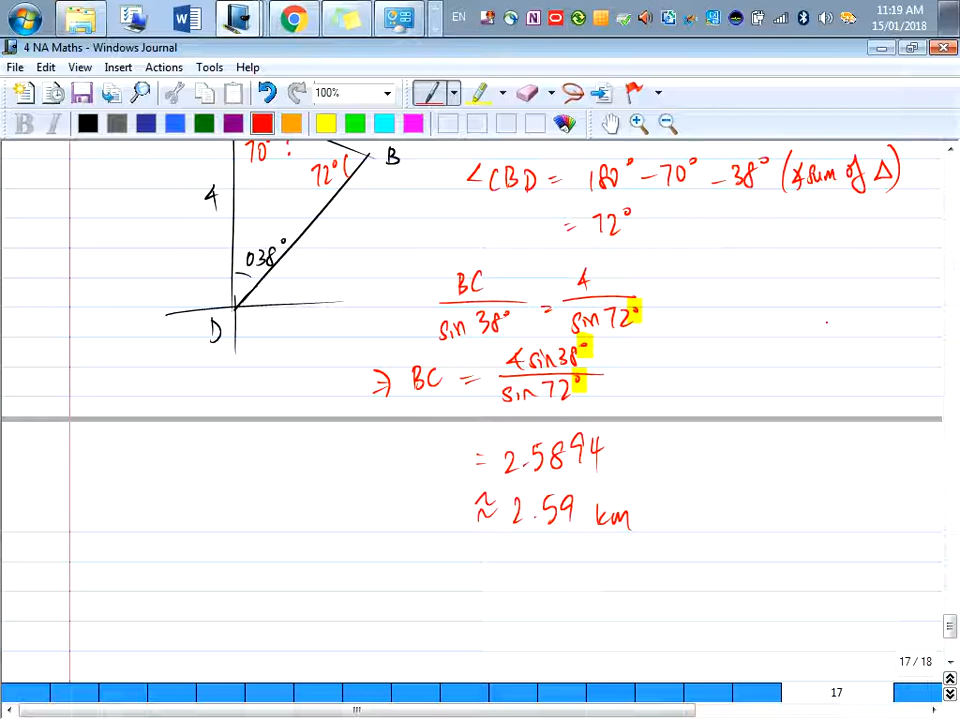 EN
11:19 AM
15/01/2018
4 NA Maths - Windows Journal
File Edit View Insert Actions Tools Help
100%
B I
70°
B
72°
4
038°
D
∠CBD = 180° - 70° - 38° (∡ sum of Δ)
= 72°
BC / sin 38° = 4 / sin 72°
⇒ BC = 4 sin 38° / sin 72°
= 2.5894
≈ 2.59 km
17 / 18
17